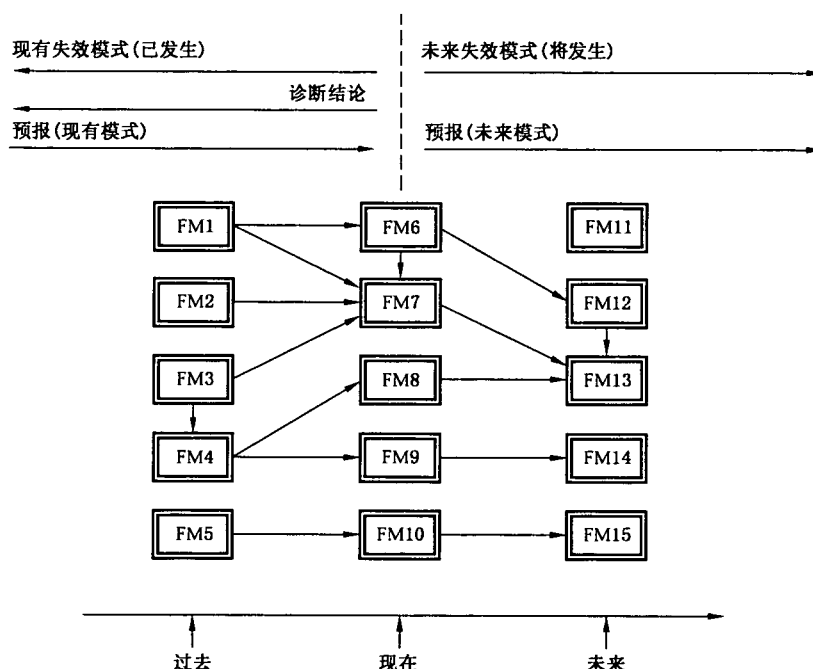 现有失效模式(已发生)
未来失效模式(将发生)
诊断结论
预报(现有模式)
预报(未来模式)
FM1
FM6
FM11
FM2
FM7
FM12
FM3
FM8
FM13
FM4
FM9
FM14
FM5
FM10
FM15
过去
现在
未来